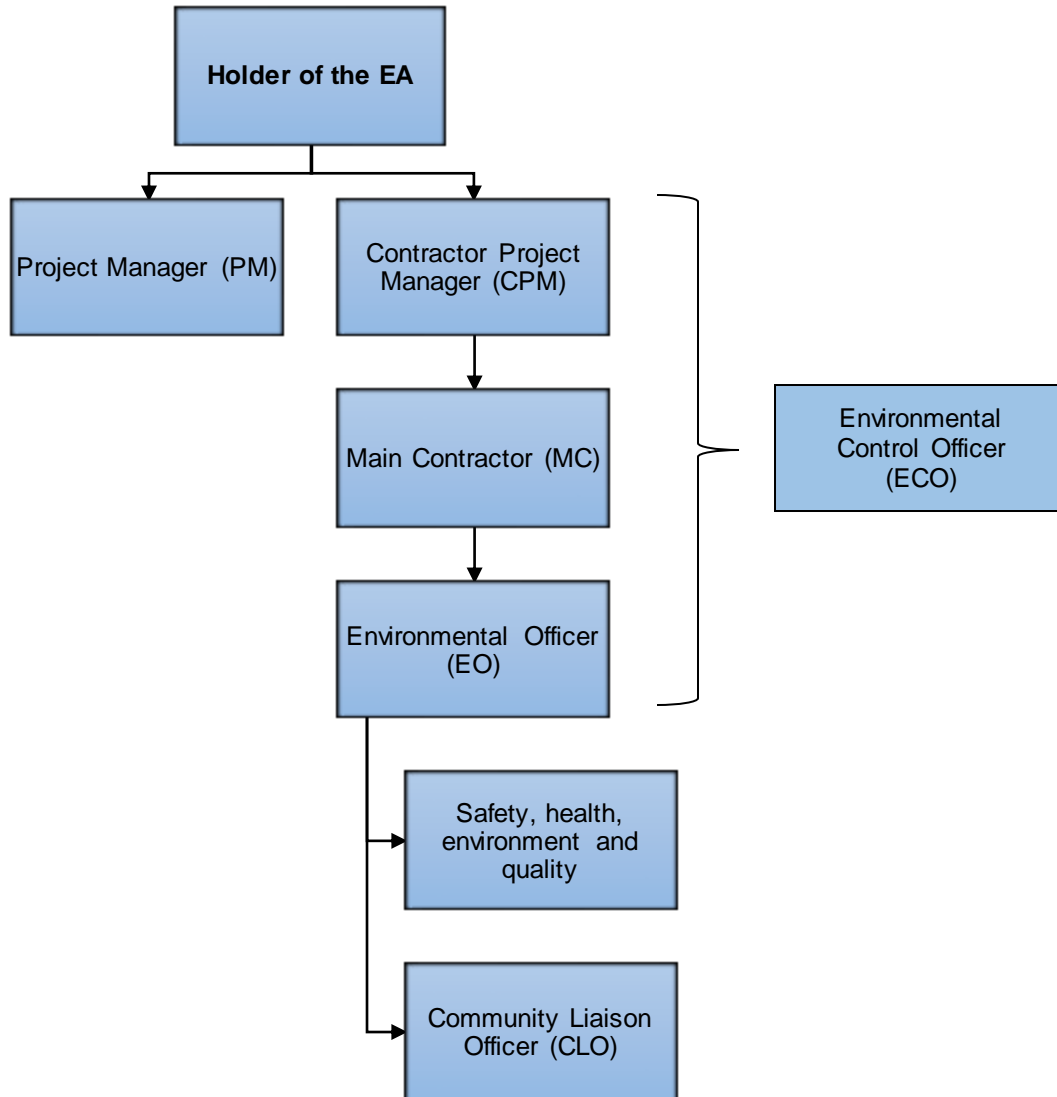 Holder of the EA
Project Manager (PM)
Contractor Project
Manager (CPM)
Main Contractor (MC)
Environmental
Control Officer
(ECO)
Environmental Officer
(EO)
Safety, health,
environment and
quality
Community Liaison
Officer (CLO)